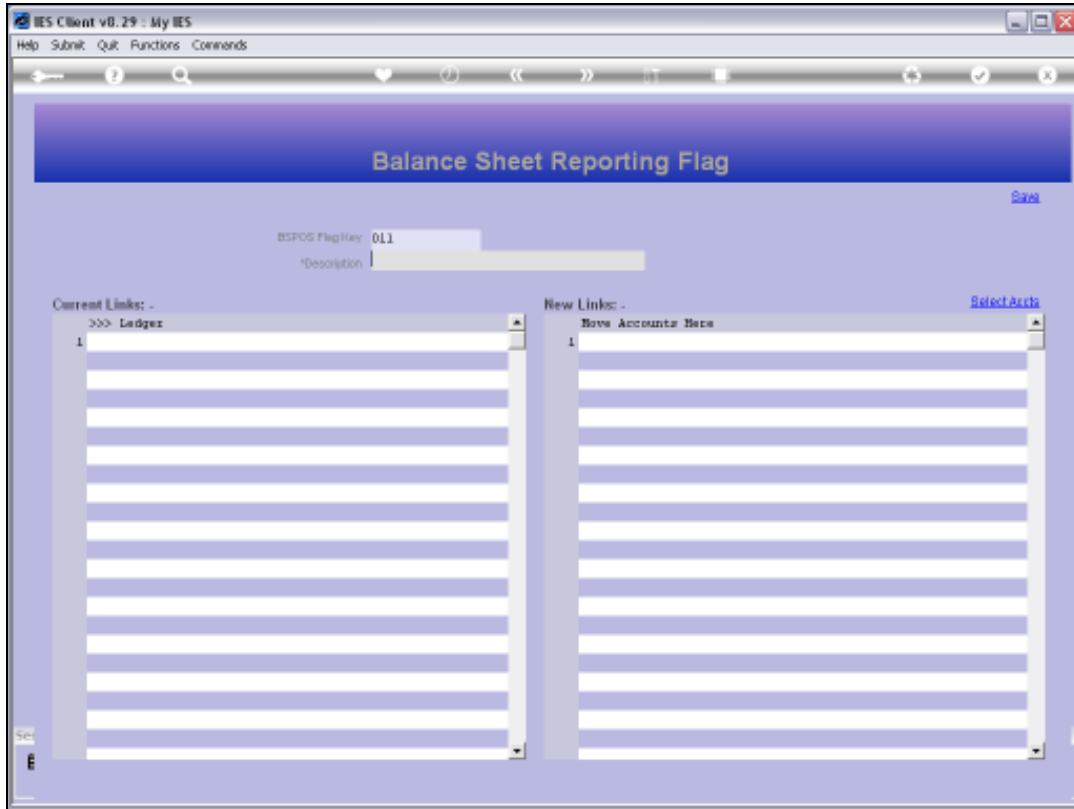 IES Client v8.29 : My IES
Help Submit Quit Functions Commands
Balance Sheet Reporting Flag
Save
BSPOS Flag Key 011
*Description
Current Links: -
New Links: -
Select Accts
>>> Ledger
Move Accounts Here
1
1